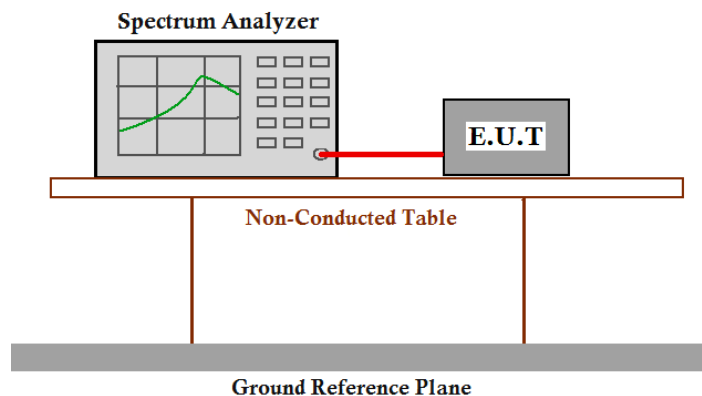 Spectrum Analyzer
E.U.T
Non-Conducted Table
Ground Reference Plane